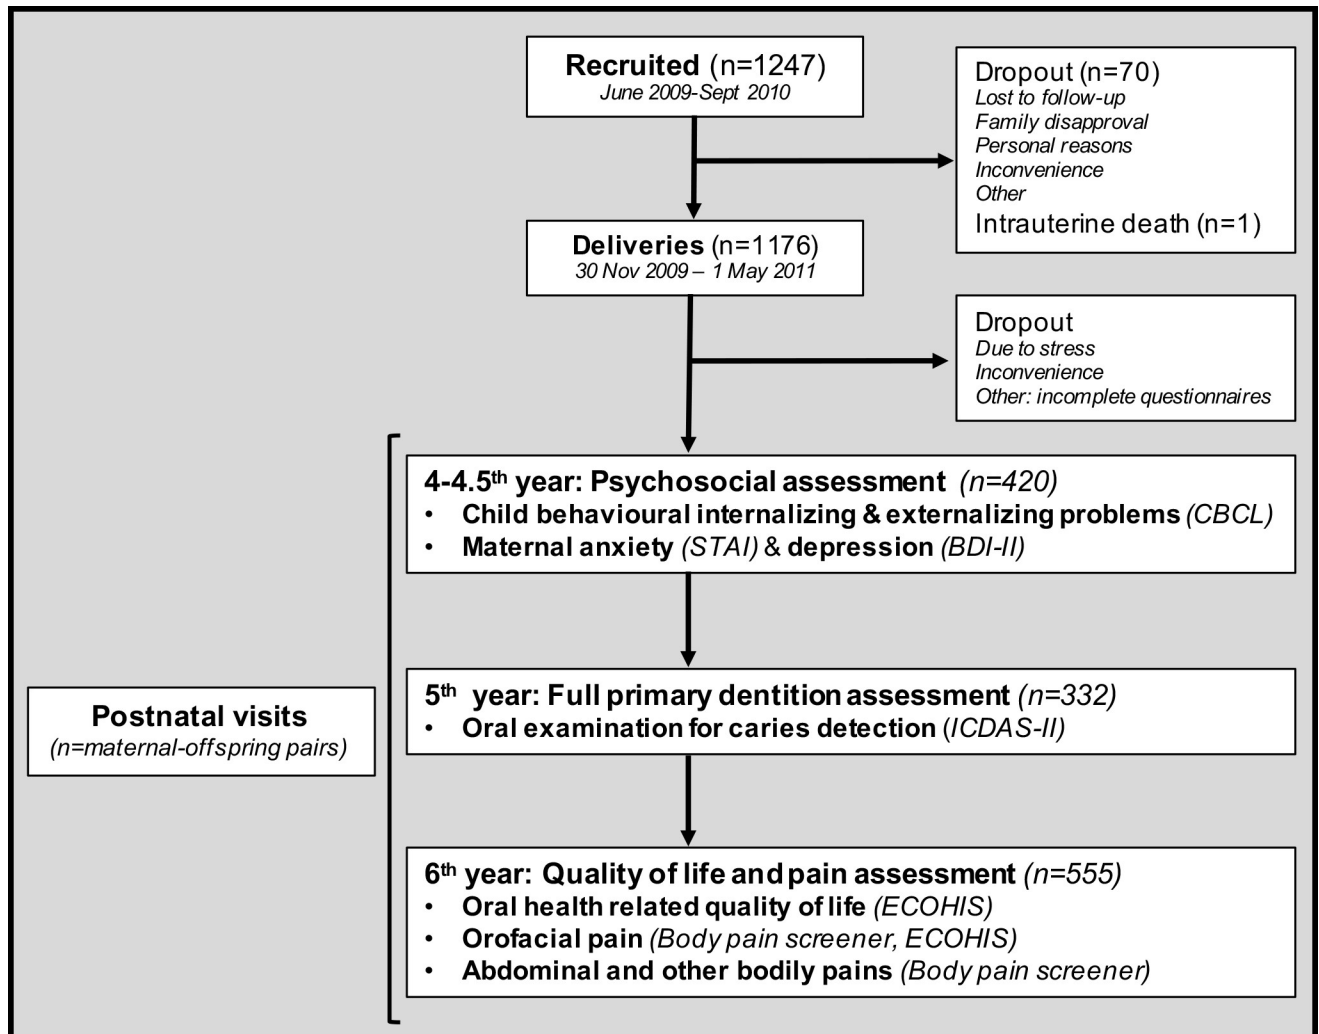 Recruited (n=1247)
June 2009-Sept 2010
Dropout (n=70)
Lost to follow-up
Family disapproval
Personal reasons
Inconvenience
Other
Intrauterine death (n=1)
Deliveries (n=1176)
30 Nov 2009 – 1 May 2011
Dropout
Due to stress
Inconvenience
Other: incomplete questionnaires
4-4.5th year: Psychosocial assessment (n=420)
• Child behavioural internalizing & externalizing problems (CBCL)
• Maternal anxiety (STAI) & depression (BDI-II)
Postnatal visits
(n=maternal-offspring pairs)
5th year: Full primary dentition assessment (n=332)
• Oral examination for caries detection (ICDAS-II)
6th year: Quality of life and pain assessment (n=555)
• Oral health related quality of life (ECOHIS)
• Orofacial pain (Body pain screener, ECOHIS)
• Abdominal and other bodily pains (Body pain screener)